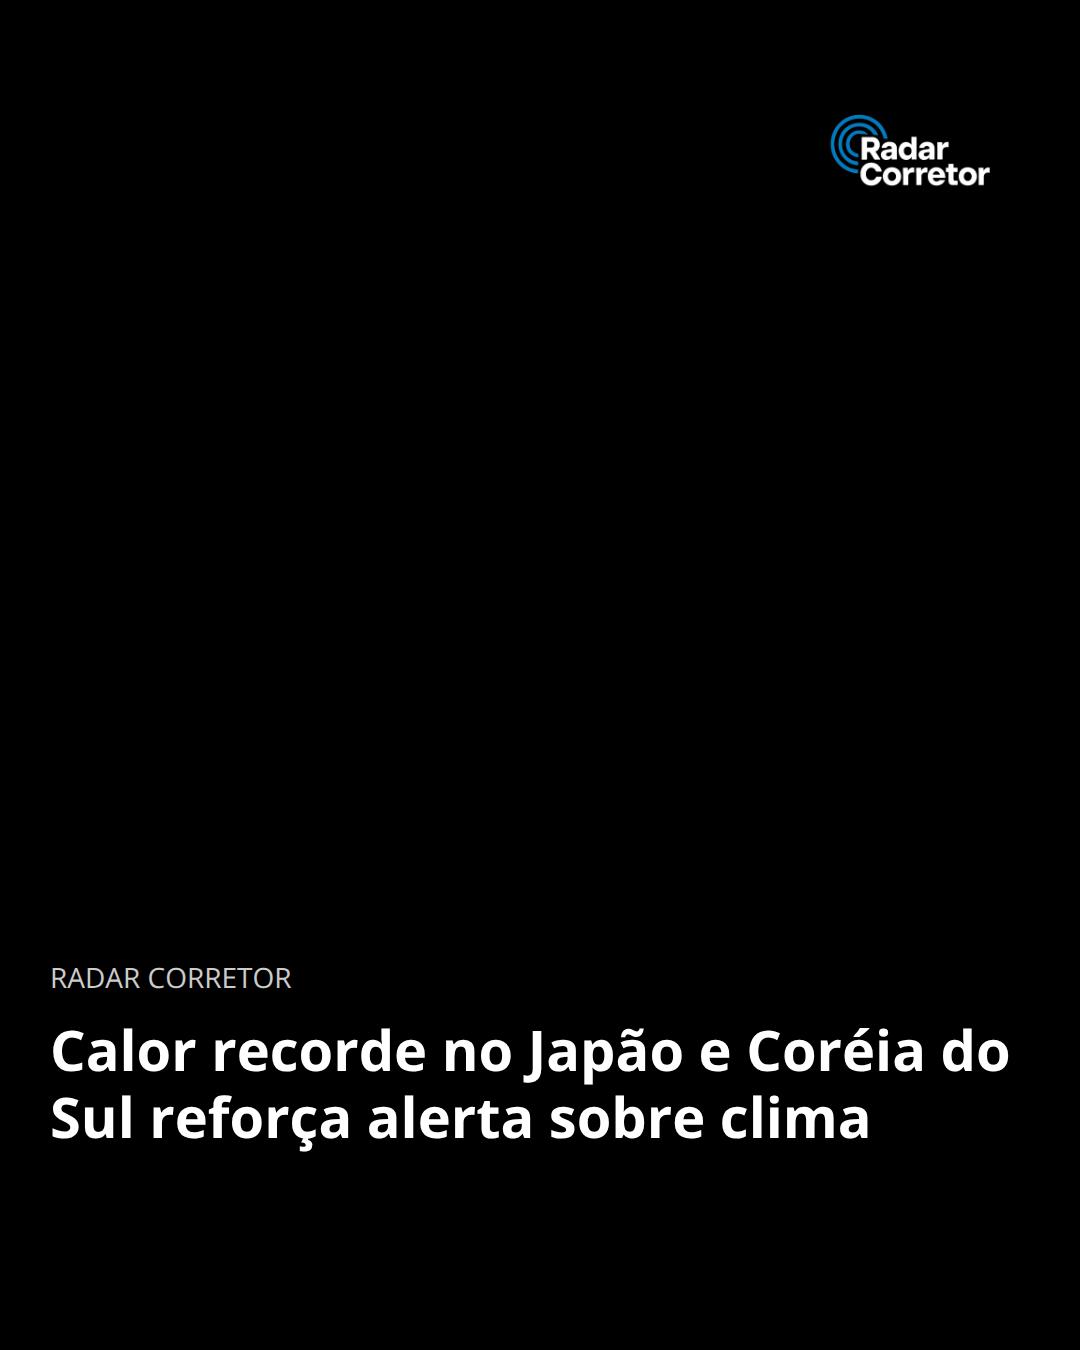 Radar
Corretor
RADAR CORRETOR
Calor recorde no Japão e Coréia do
Sul reforça alerta sobre clima